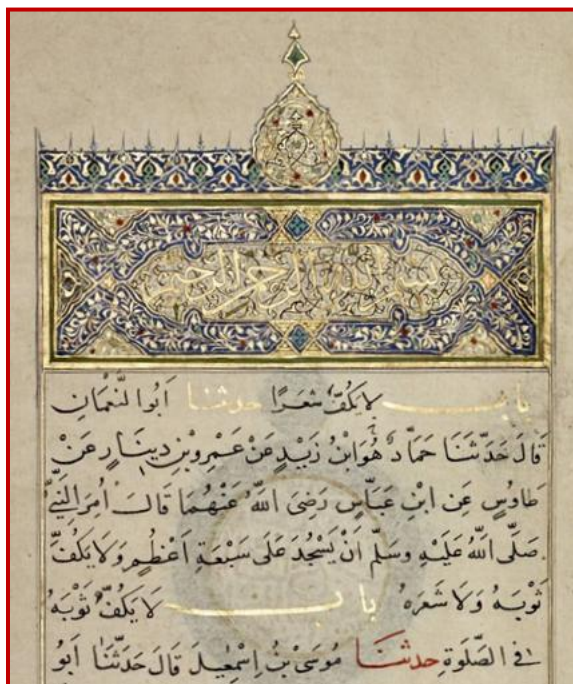 بسم الله الرحمن الرحيم
باب لا يكف شعرًا حدثنا ابوا النعمان
قال حدثنا حماد هو ابن زيد عن عمرو بن دينار عن
طاوس عن ابن عباس رضى الله عنهما قال امر النبي
صلى الله عليه وسلم ان يسجد على سبعة اعظم ولا يكف
ثوبه ولا شعره باب لا يكف ثوبه
في الصلوة حدثنا موسى بن اسمعيل قال حدثنا ابو